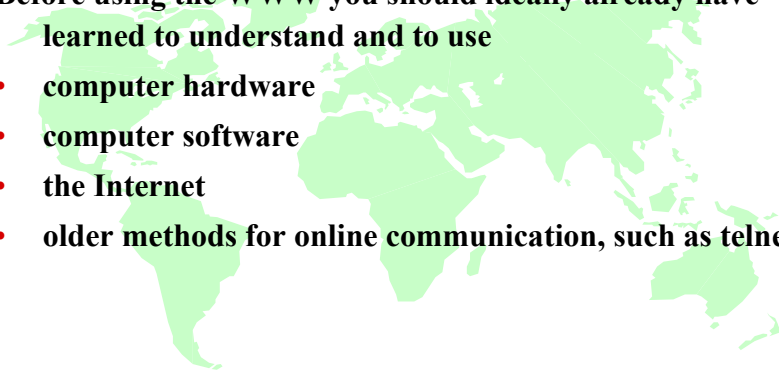 Before using the WWW you should ideally already have
learned to understand and to use
• computer hardware
• computer software
• the Internet
• older methods for online communication, such as telne